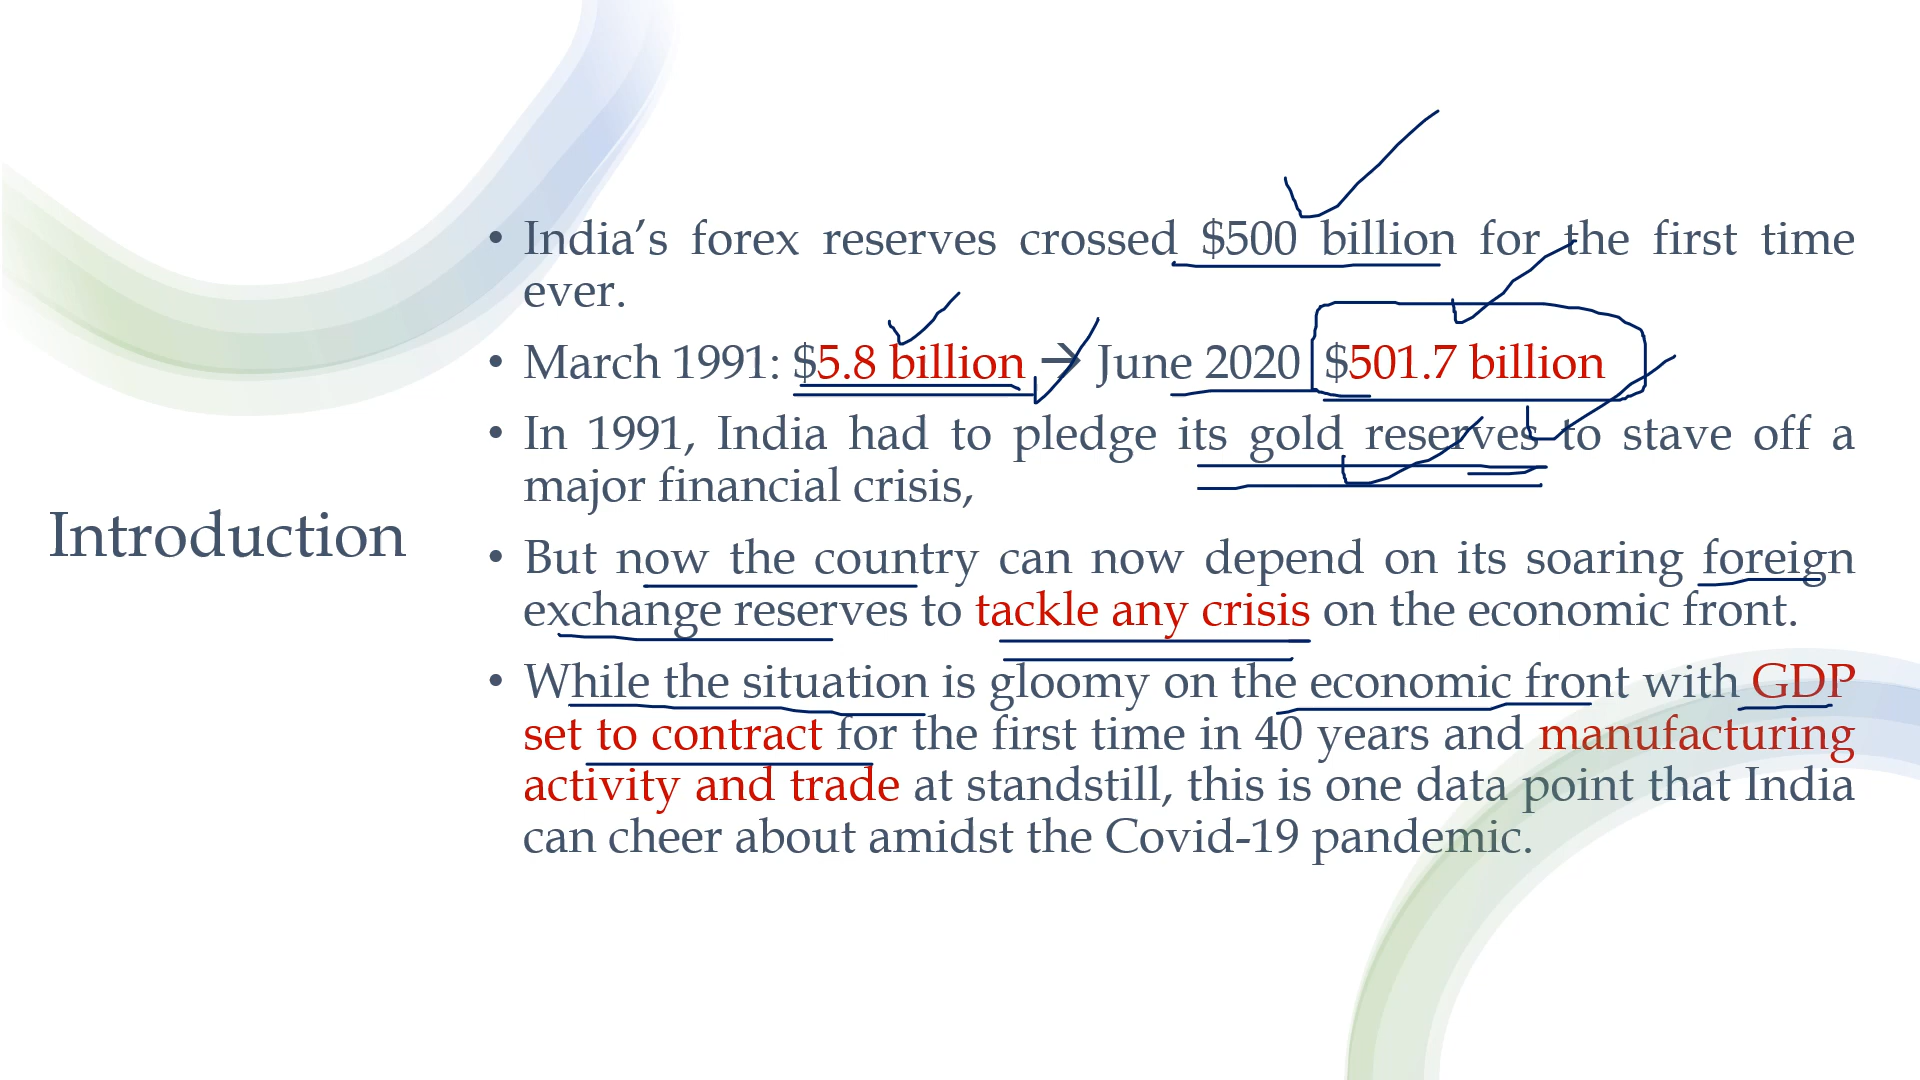 Introduction
• India’s forex reserves crossed $500 billion for the first time
ever.
• March 1991: $5.8 billion → June 2020 $501.7 billion
• In 1991, India had to pledge its gold reserves to stave off a
major financial crisis,
• But now the country can now depend on its soaring foreign
exchange reserves to tackle any crisis on the economic front.
• While the situation is gloomy on the economic front with GDP
set to contract for the first time in 40 years and manufacturing
activity and trade at standstill, this is one data point that India
can cheer about amidst the Covid-19 pandemic.